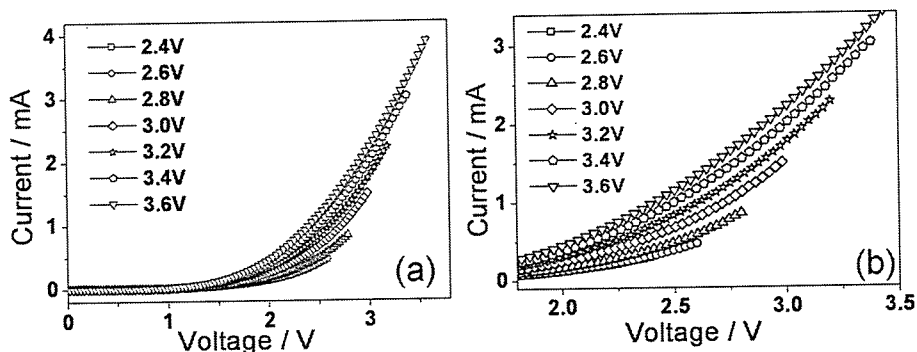 4
3
2
1
0
Current / mA
2.4V
2.6V
2.8V
3.0V
3.2V
3.4V
3.6V
(a)
0 1 2 3
Voltage / V
3
2
1
0
Current / mA
2.4V
2.6V
2.8V
3.0V
3.2V
3.4V
3.6V
(b)
2.0 2.5 3.0 3.5
Voltage / V